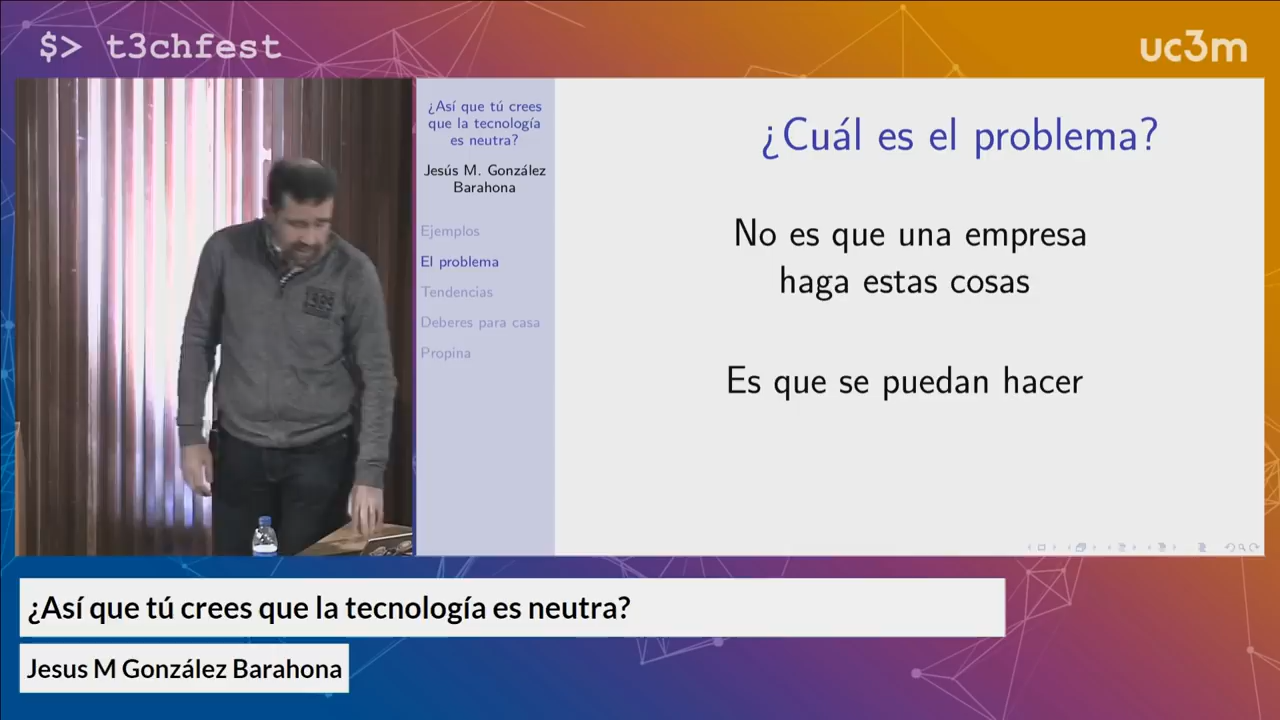 $> t3chfest
uc3m
¿Así que tú crees
que la tecnología
es neutra?
Jesús M. González
Barahona
Ejemplos
El problema
Tendencias
Deberes para casa
Propina
¿Cuál es el problema?
No es que una empresa
haga estas cosas
Es que se puedan hacer
¿Así que tú crees que la tecnología es neutra?
Jesus M González Barahona